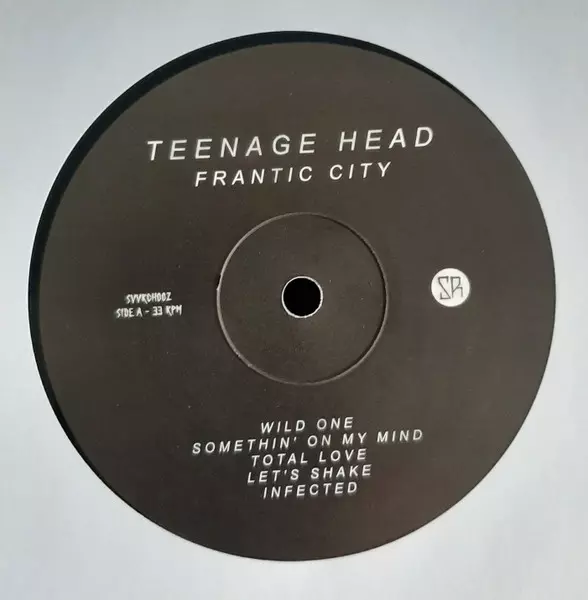 TEENAGE HEAD
FRANTIC CITY
SVVRCH002
SIDE A - 33 RPM
SR
WILD ONE
SOMETHIN' ON MY MIND
TOTAL LOVE
LET'S SHAKE
INFECTED